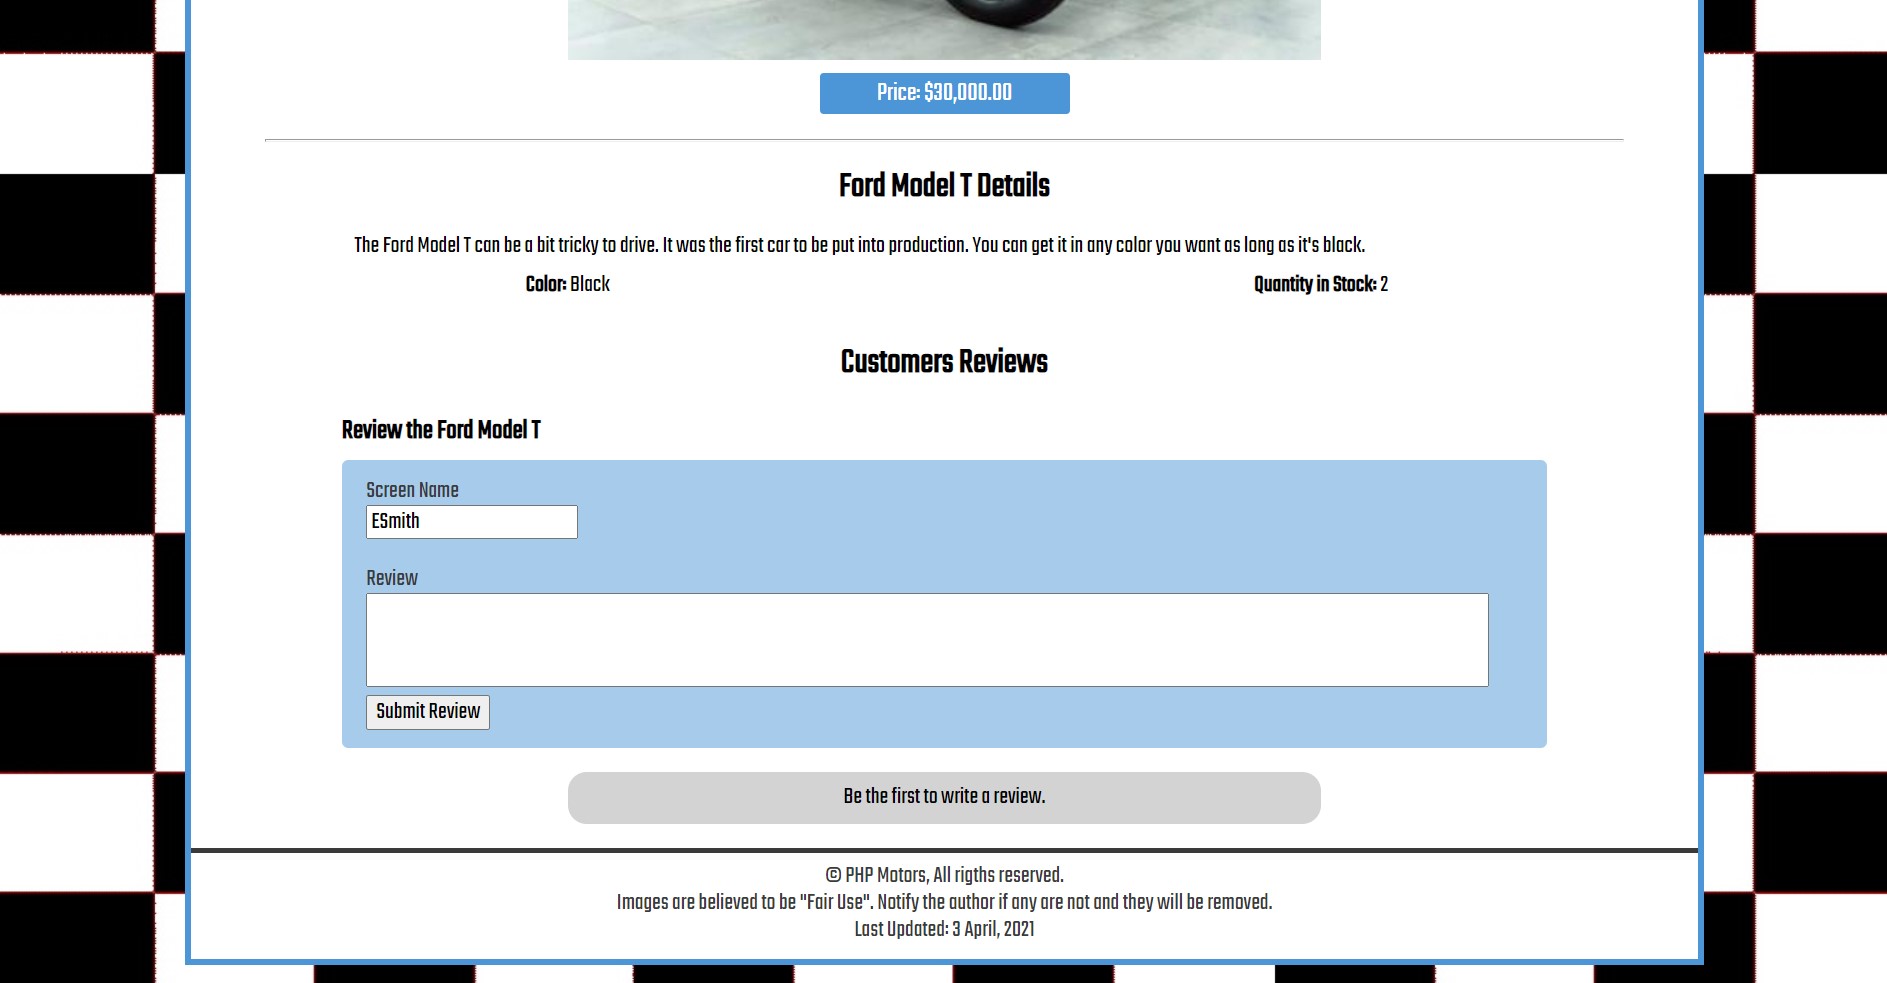 Price: $30,000.00
Ford Model T Details
The Ford Model T can be a bit tricky to drive. It was the first car to be put into production. You can get it in any color you want as long as it's black.
Color: Black
Quantity in Stock: 2
Customers Reviews
Review the Ford Model T
Screen Name
ESmith
Review
Submit Review
Be the first to write a review.
© PHP Motors, All rigths reserved.
Images are believed to be "Fair Use". Notify the author if any are not and they will be removed.
Last Updated: 3 April, 2021